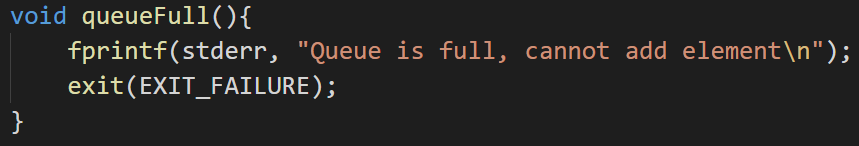 void queueFull(){
    fprintf(stderr, "Queue is full, cannot add element\n");
    exit(EXIT_FAILURE);
}